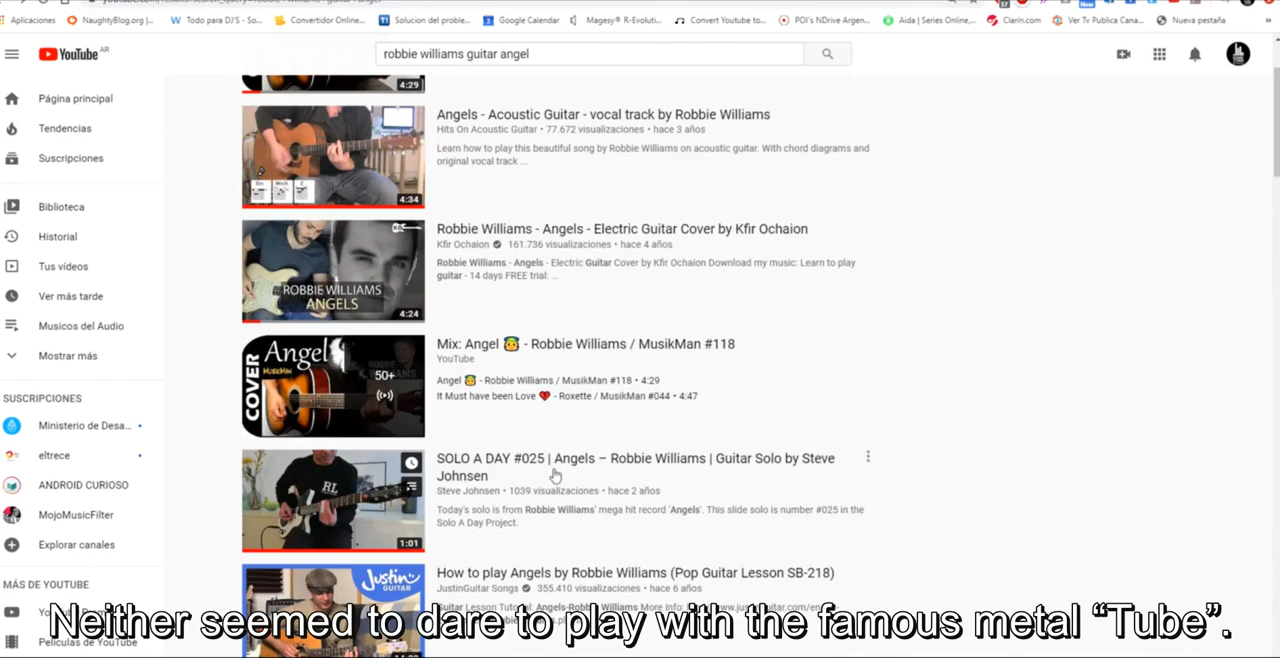 Aplicaciones
NaughtyBlog.org |...
Todo para DJ'S - So...
Convertidor Online...
Solucion del proble...
Google Calendar
Magesy® R-Evoluti...
Convert Youtube to...
POI's NDrive Argen...
Aida | Series Online,...
Clarín.com
Ver Tv Publica Cana...
Nueva pestaña
»
YouTube AR
robbie williams guitar angel
Página principal
Tendencias
Suscripciones
Biblioteca
Historial
Tus vídeos
Ver más tarde
Musicos del Audio
Mostrar más
SUSCRIPCIONES
Ministerio de Desa...
eltrece
ANDROID CURIOSO
MojoMusicFilter
Explorar canales
MÁS DE YOUTUBE
Películas de YouTube
4:29
Angels - Acoustic Guitar - vocal track by Robbie Williams
Hits On Acoustic Guitar • 77.672 visualizaciones • hace 3 años
Learn how to play this beautiful song by Robbie Williams on acoustic guitar. With chord diagrams and
original vocal track ...
4:34
Robbie Williams - Angels - Electric Guitar Cover by Kfir Ochaion
Kfir Ochaion 161.736 visualizaciones • hace 4 años
Robbie Williams - Angels - Electric Guitar Cover by Kfir Ochaion Download my music: Learn to play
guitar - 14 days FREE trial: ...
ROBBIE WILLIAMS
ANGELS
4:24
Mix: Angel 😇 - Robbie Williams / MusikMan #118
YouTube
Angel 😇 - Robbie Williams / MusikMan #118 • 4:29
It Must have been Love 💔 - Roxette / MusikMan #044 • 4:47
COVER
Angel
MUSIKMAN
50+
SOLO A DAY #025 | Angels – Robbie Williams | Guitar Solo by Steve
Johnsen
Steve Johnsen • 1039 visualizaciones • hace 2 años
Today's solo is from Robbie Williams' mega hit record 'Angels'. This slide solo is number #025 in the
Solo A Day Project.
RL
1:01
How to play Angels by Robbie Williams (Pop Guitar Lesson SB-218)
JustinGuitar Songs 355.410 visualizaciones • hace 6 años
Justin
GUITAR
Neither seemed to dare to play with the famous metal “Tube”.